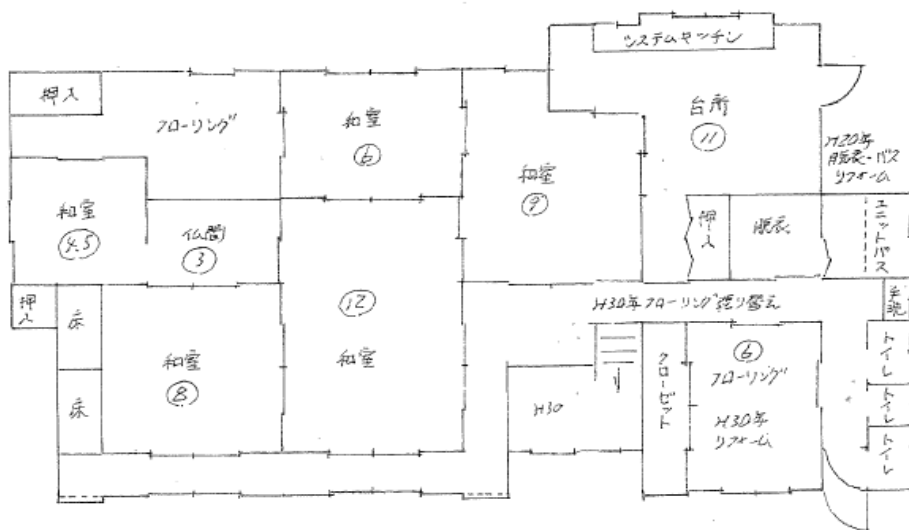 システムキッチン
押入
フローリング
和室
6
台所
11
H30年
脱衣・バス
リフォーム
和室
9
和室
4.5
仏間
3
押入
脱衣
ユニットバス
押入
床
12
和室
H30年フローリング張り替え
手洗
和室
8
床
H30
クローゼット
6
フローリング
H30年
リフォーム
トイレ
トイレ
トイレ